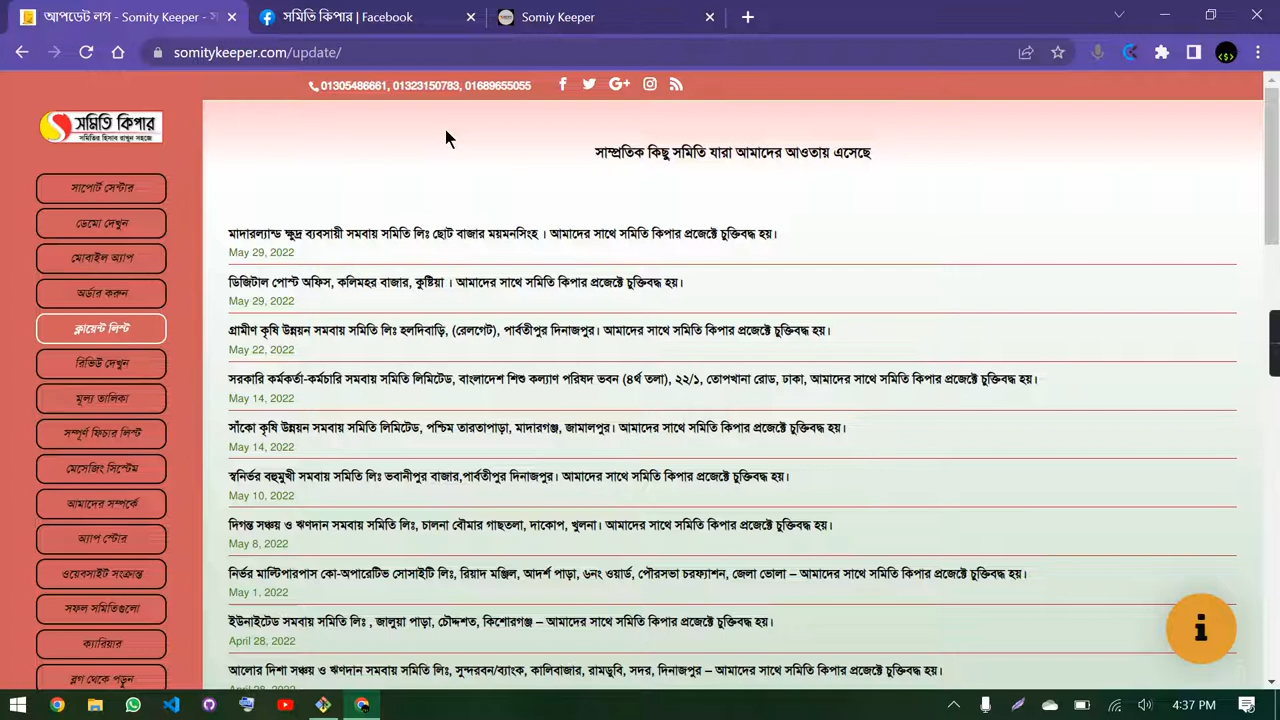 আপডেট লগ - Somity Keeper - স
সমিতি কিপার | Facebook
Somiy Keeper
somitykeeper.com/update/
01305486661, 01323150783, 01689655055
সমিতি কিপার
সমিতির হিসাব রাখুন সহজে
সাপোর্ট সেন্টার
ডেমো দেখুন
মোবাইল অ্যাপ
অর্ডার করুন
ক্লায়েন্ট লিস্ট
রিভিউ দেখুন
মূল্য তালিকা
সম্পূর্ণ ফিচার লিস্ট
মেসেজিং সিস্টেম
আমাদের সম্পর্কে
অ্যাপ স্টোর
ওয়েবসাইট সংক্রান্ত
সফল সমিতিগুলো
ক্যারিয়ার
ব্লগ থেকে পড়ুন
সাম্প্রতিক কিছু সমিতি যারা আমাদের আওতায় এসেছে
মাদারল্যান্ড ক্ষুদ্র ব্যবসায়ী সমবায় সমিতি লিঃ ছোট বাজার ময়মনসিংহ । আমাদের সাথে সমিতি কিপার প্রজেক্টে চুক্তিবদ্ধ হয়।
May 29, 2022
ডিজিটাল পোস্ট অফিস, কলিমহর বাজার, কুষ্টিয়া । আমাদের সাথে সমিতি কিপার প্রজেক্টে চুক্তিবদ্ধ হয়।
May 29, 2022
গ্রামীণ কৃষি উন্নয়ন সমবায় সমিতি লিঃ হলদিবাড়ি, (রেলগেট), পার্বতীপুর দিনাজপুর। আমাদের সাথে সমিতি কিপার প্রজেক্টে চুক্তিবদ্ধ হয়।
May 22, 2022
সরকারি কর্মকর্তা-কর্মচারি সমবায় সমিতি লিমিটেড, বাংলাদেশ শিশু কল্যাণ পরিষদ ভবন (৪র্থ তলা), ২২/১, তোপখানা রোড, ঢাকা, আমাদের সাথে সমিতি কিপার প্রজেক্টে চুক্তিবদ্ধ হয়।
May 14, 2022
সাঁকো কৃষি উন্নয়ন সমবায় সমিতি লিমিটেড, পশ্চিম তারতাপাড়া, মাদারগঞ্জ, জামালপুর। আমাদের সাথে সমিতি কিপার প্রজেক্টে চুক্তিবদ্ধ হয়।
May 14, 2022
স্বনির্ভর বহুমুখী সমবায় সমিতি লিঃ ভবানীপুর বাজার,পার্বতীপুর দিনাজপুর। আমাদের সাথে সমিতি কিপার প্রজেক্টে চুক্তিবদ্ধ হয়।
May 10, 2022
দিগন্ত সঞ্চয় ও ঋণদান সমবায় সমিতি লিঃ, চালনা বৌমার গাছতলা, দাকোপ, খুলনা। আমাদের সাথে সমিতি কিপার প্রজেক্টে চুক্তিবদ্ধ হয়।
May 8, 2022
নির্ভর মাল্টিপারপাস কো-অপারেটিভ সোসাইটি লিঃ, রিয়াদ মঞ্জিল, আদর্শ পাড়া, ৬নং ওয়ার্ড, পৌরসভা চরফ্যাশন, জেলা ভোলা – আমাদের সাথে সমিতি কিপার প্রজেক্টে চুক্তিবদ্ধ হয়।
May 1, 2022
ইউনাইটেড সমবায় সমিতি লিঃ , জালুয়া পাড়া, চৌদ্দশত, কিশোরগঞ্জ – আমাদের সাথে সমিতি কিপার প্রজেক্টে চুক্তিবদ্ধ হয়।
April 28, 2022
আলোর দিশা সঞ্চয় ও ঋণদান সমবায় সমিতি লিঃ, সুন্দরবন/ব্যাংক, কালিবাজার, রামডুবি, সদর, দিনাজপুর – আমাদের সাথে সমিতি কিপার প্রজেক্টে চুক্তিবদ্ধ হয়।
4:37 PM